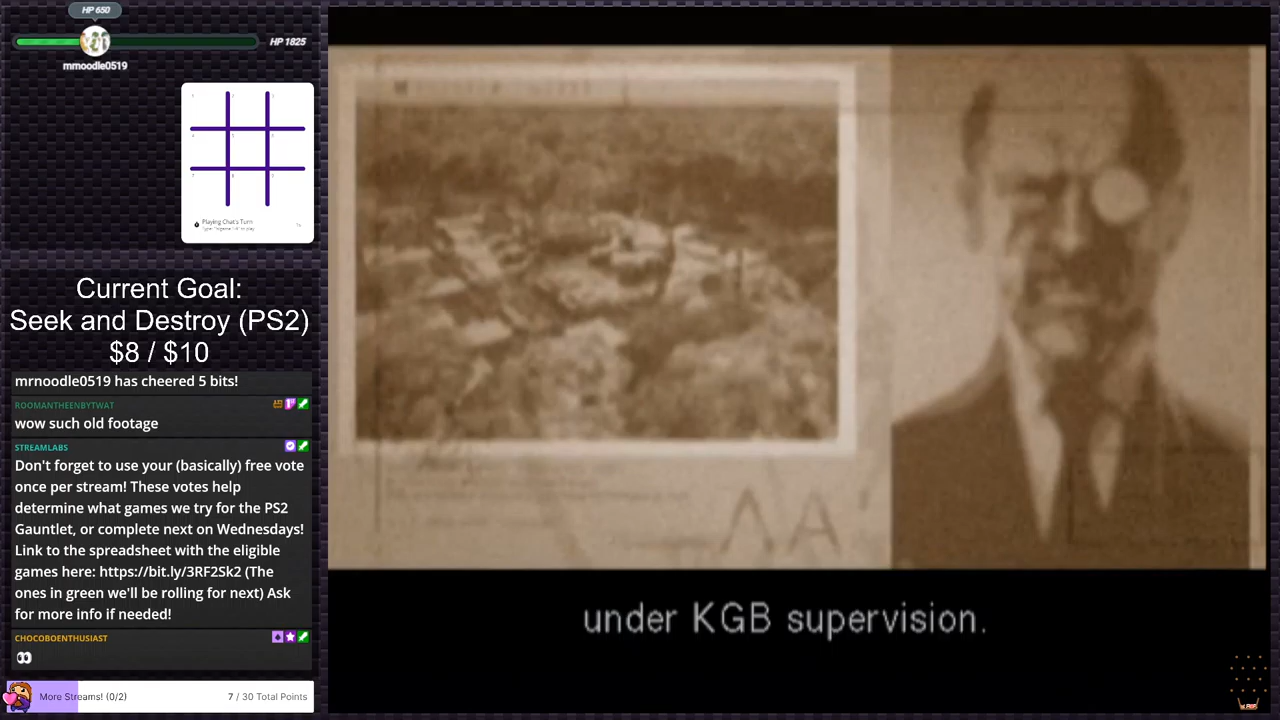 HP 650
HP 1825
mmoodle0519
Playing Chat's Turn
Current Goal:
Seek and Destroy (PS2)
$8 / $10
mrnoodle0519 has cheered 5 bits!
ROOMANTHEENBYTWAT
wow such old footage
STREAMLABS
Don't forget to use your (basically) free vote
once per stream! These votes help
determine what games we try for the PS2
Gauntlet, or complete next on Wednesdays!
Link to the spreadsheet with the eligible
games here: https://bit.ly/3RF2Sk2 (The
ones in green we'll be rolling for next) Ask
for more info if needed!
CHOCOBOENTHUSIAST
More Streams! (0/2)
7 / 30 Total Points
under KGB supervision.